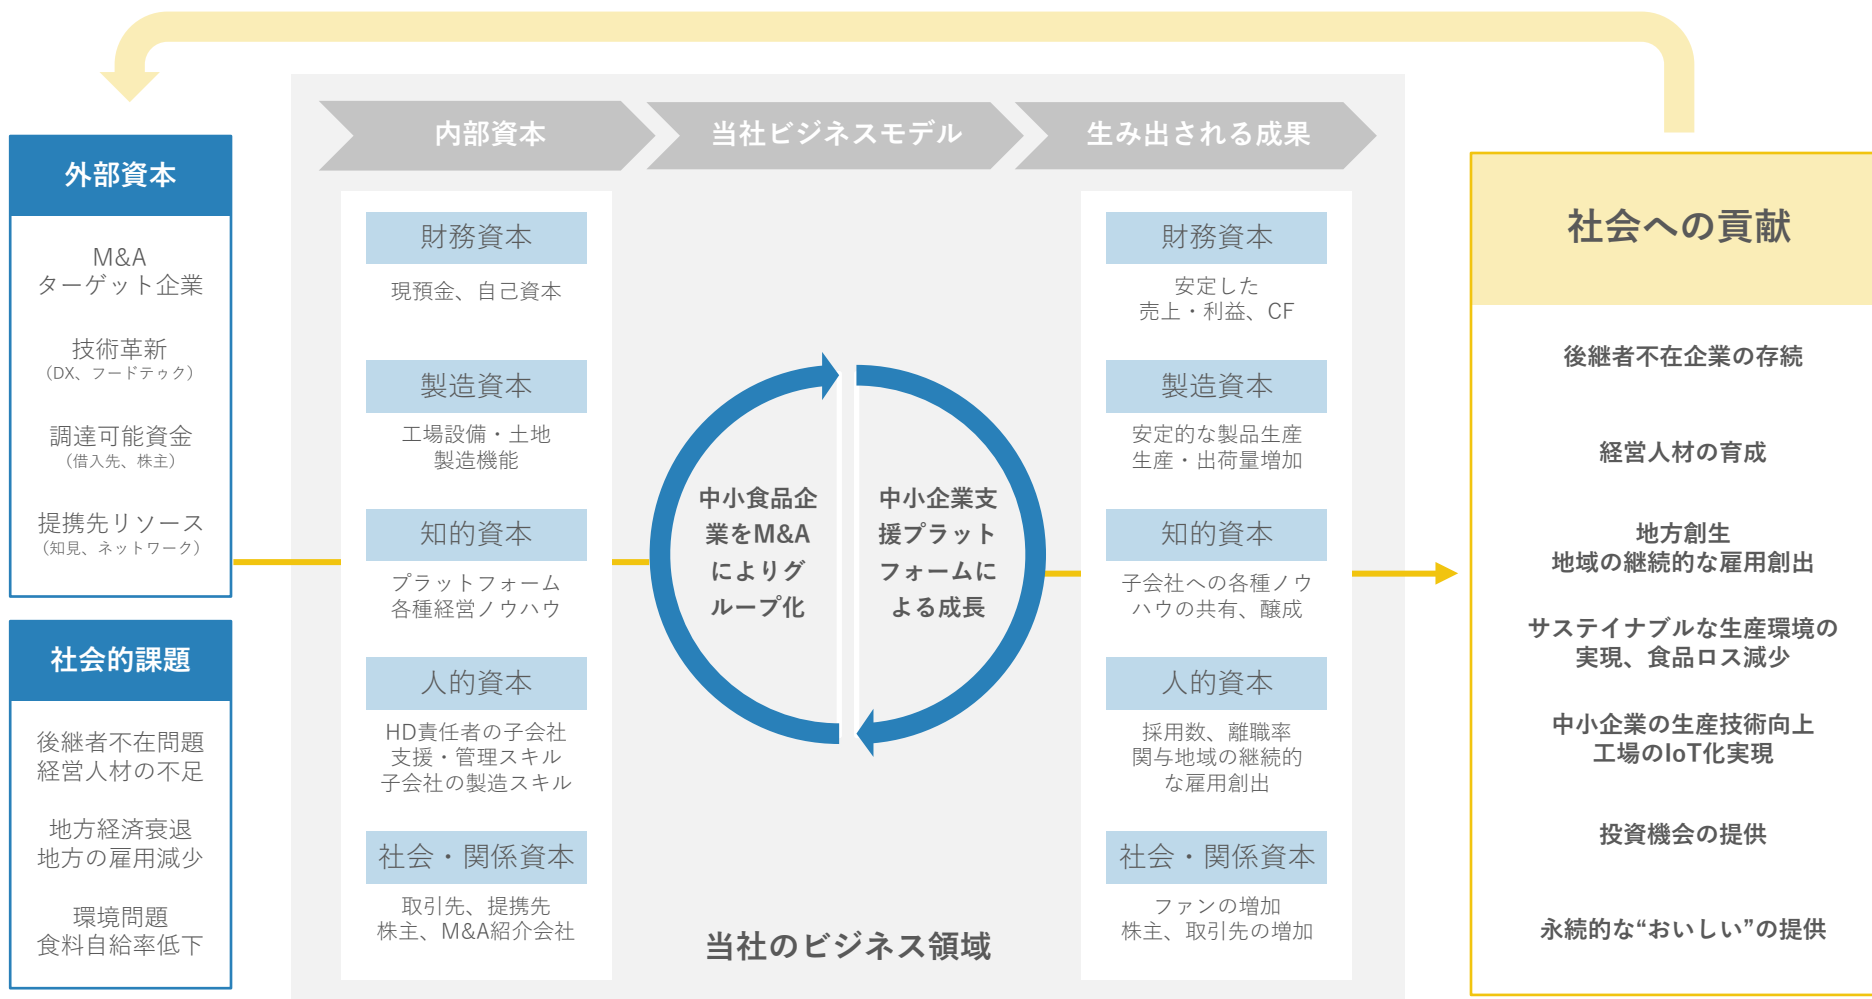 外部資本
M&A
ターゲット企業
技術革新
（DX、フードテック）
調達可能資金
（借入先、株主）
提携先リソース
（知見、ネットワーク）
社会的課題
後継者不在問題
経営人材の不足
地方経済衰退
地方の雇用減少
環境問題
食料自給率低下
内部資本
財務資本
現預金、自己資本
製造資本
工場設備・土地
製造機能
知的資本
プラットフォーム
各種経営ノウハウ
人的資本
HD責任者の子会社
支援・管理スキル
子会社の製造スキル
社会・関係資本
取引先、提携先
株主、M&A紹介会社
当社ビジネスモデル
中小食品企
業をM&A
によりグ
ループ化
中小企業支
援プラット
フォームに
よる成長
当社のビジネス領域
生み出される成果
財務資本
安定した
売上・利益、CF
製造資本
安定的な製品生産
生産・出荷量増加
知的資本
子会社への各種ノウ
ハウの共有、醸成
人的資本
採用数、離職率
関与地域の継続的
な雇用創出
社会・関係資本
ファンの増加
株主、取引先の増加
社会への貢献
後継者不在企業の存続
経営人材の育成
地方創生
地域の継続的な雇用創出
サステイナブルな生産環境の
実現、食品ロス減少
中小企業の生産技術向上
工場のIoT化実現
投資機会の提供
永続的な“おいしい”の提供